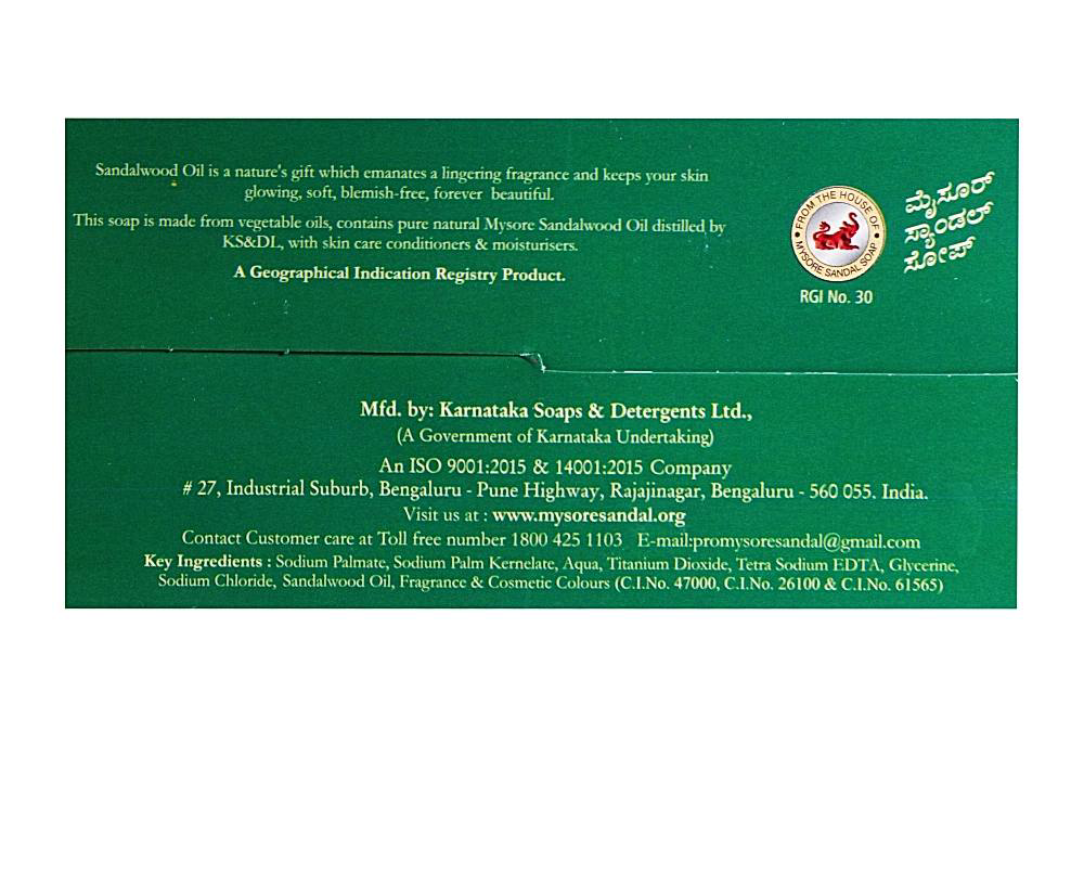 Sandalwood Oil is a nature's gift which emanates a lingering fragrance and keeps your skin
glowing, soft, blemish-free, forever beautiful.
This soap is made from vegetable oils, contains pure natural Mysore Sandalwood Oil distilled by
KS&DL, with skin care conditioners & moisturisers.
A Geographical Indication Registry Product.
FROM THE HOUSE OF
MYSORE SANDAL SOAP
RGI No. 30
ಮೈಸೂರ್
ಸ್ಯಾಂಡಲ್
ಸೋಪ್
Mfd. by: Karnataka Soaps & Detergents Ltd.,
(A Government of Karnataka Undertaking)
An ISO 9001:2015 & 14001:2015 Company
# 27, Industrial Suburb, Bengaluru - Pune Highway, Rajajinagar, Bengaluru - 560 055. India.
Visit us at : www.mysoresandal.org
Contact Customer care at Toll free number 1800 425 1103 E-mail:promysoresandal@gmail.com
Key Ingredients : Sodium Palmate, Sodium Palm Kernelate, Aqua, Titanium Dioxide, Tetra Sodium EDTA, Glycerine,
Sodium Chloride, Sandalwood Oil, Fragrance & Cosmetic Colours (C.I.No. 47000, C.I.No. 26100 & C.I.No. 61565)